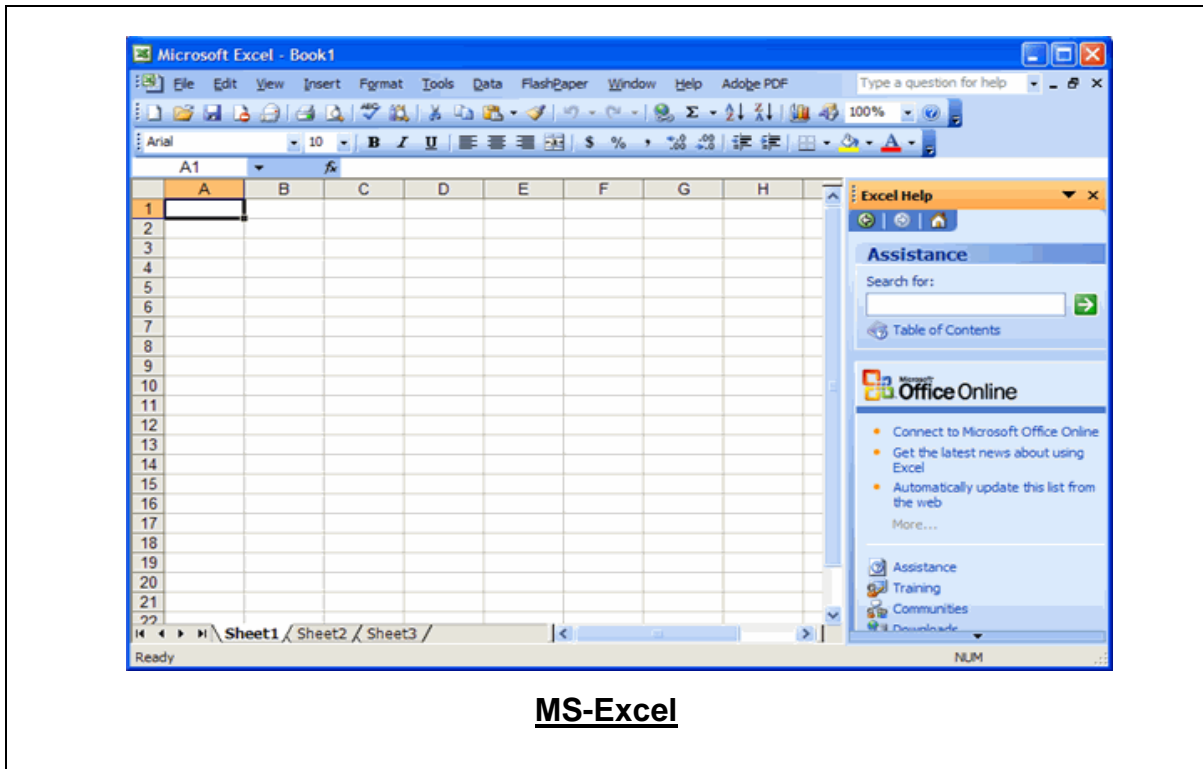 Microsoft Excel - Book1
File Edit View Insert Format Tools Data FlashPaper Window Help Adobe PDF Type a question for help
100%
Arial 10 B I U $ % ,
A1 fx
A B C D E F G H
Excel Help
1
2
3
4
5
6
7
8
9
10
11
12
13
14
15
16
17
18
19
20
21
22
Assistance
Search for:
Table of Contents
Microsoft
Office Online
Connect to Microsoft Office Online
Get the latest news about using
Excel
Automatically update this list from
the web
More...
Assistance
Training
Communities
Downloads
Sheet1 / Sheet2 / Sheet3 /
Ready NUM
MS-Excel